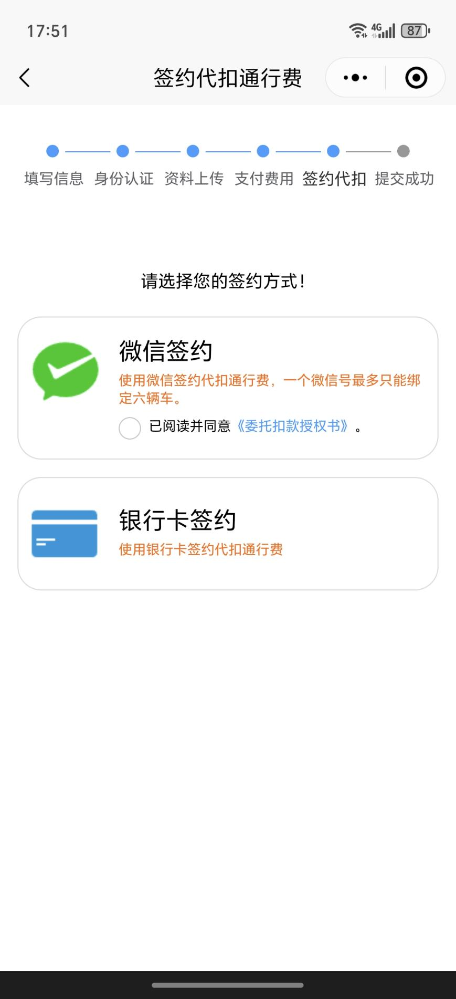 17:51
4G
87
签约代扣通行费
填写信息 身份认证 资料上传 支付费用 签约代扣 提交成功
请选择您的签约方式!
微信签约
使用微信签约代扣通行费，一个微信号最多只能绑
定六辆车。
已阅读并同意《委托扣款授权书》。
银行卡签约
使用银行卡签约代扣通行费